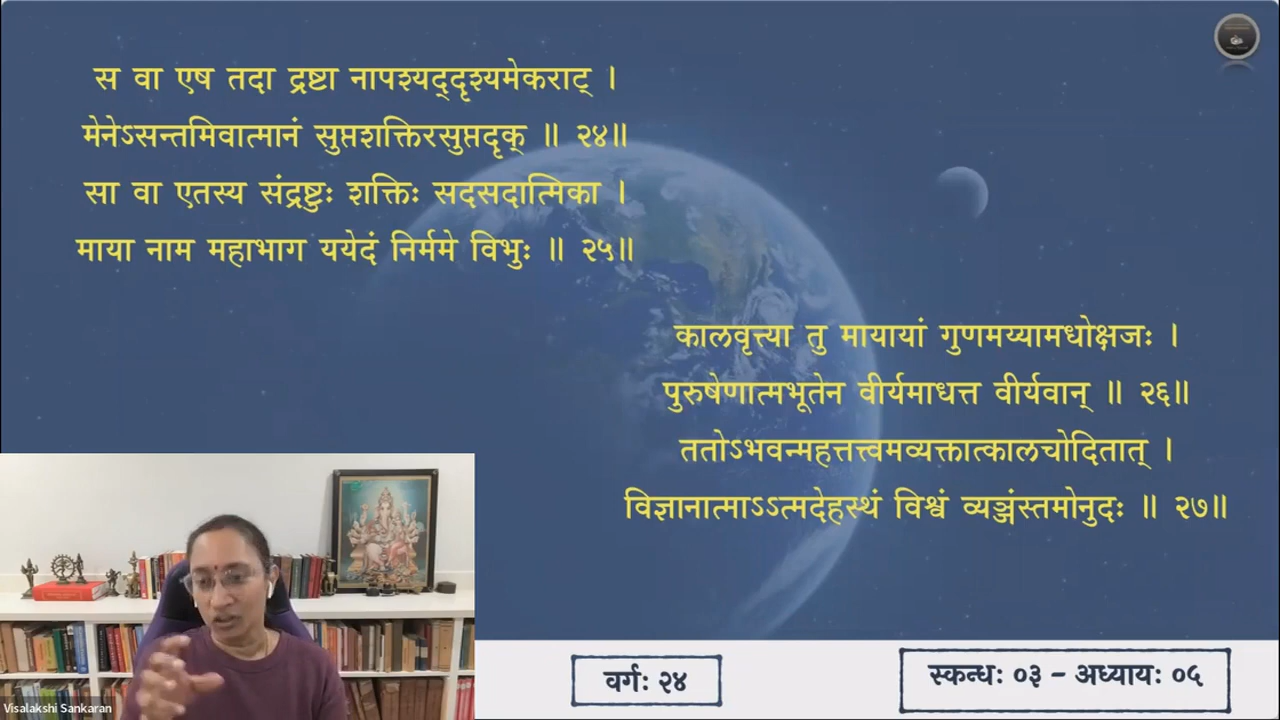 स वा एष तदा द्रष्टा नापश्यद्दृश्यमेकराट् ।
मेनेऽसन्तमिवात्मानं सुप्तशक्तिरसुप्तदृक् ॥ २४॥
सा वा एतस्य संद्रष्टुः शक्तिः सदसदात्मिका ।
माया नाम महाभाग ययेदं निर्ममे विभुः ॥ २५॥
कालवृत्त्या तु मायायां गुणमय्यामधोक्षजः ।
पुरुषेणात्मभूतेन वीर्यमाधत्त वीर्यवान् ॥ २६॥
ततोऽभवन्महत्तत्त्वमव्यक्तात्कालचोदितात् ।
विज्ञानात्माऽऽत्मदेहस्थं विश्वं व्यञ्जंस्तमोनुदः ॥ २७॥
Visalakshi Sankaran
वर्गः २४
स्कन्धः ०३ - अध्यायः ०५